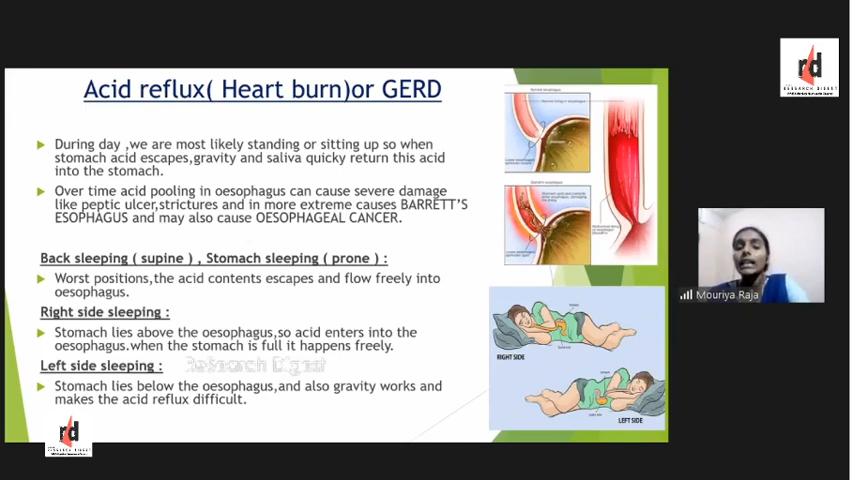 Acid reflux( Heart burn)or GERD
During day ,we are most likely standing or sitting up so when
stomach acid escapes,gravity and saliva quicky return this acid
into the stomach.
Over time acid pooling in oesophagus can cause severe damage
like peptic ulcer,strictures and in more extreme causes BARRETT'S
ESOPHAGUS and may also cause OESOPHAGEAL CANCER.
Back sleeping ( supine ) , Stomach sleeping ( prone ) :
Worst positions,the acid contents escapes and flow freely into
oesophagus.
Right side sleeping :
Stomach lies above the oesophagus,so acid enters into the
oesophagus.when the stomach is full it happens freely.
Left side sleeping :
Stomach lies below the oesophagus,and also gravity works and
makes the acid reflux difficult.
Research Digest
RIGHT SIDE
LEFT SIDE
rd
RESEARCH DIGEST
rd
RESEARCH DIGEST
Mouriya Raja